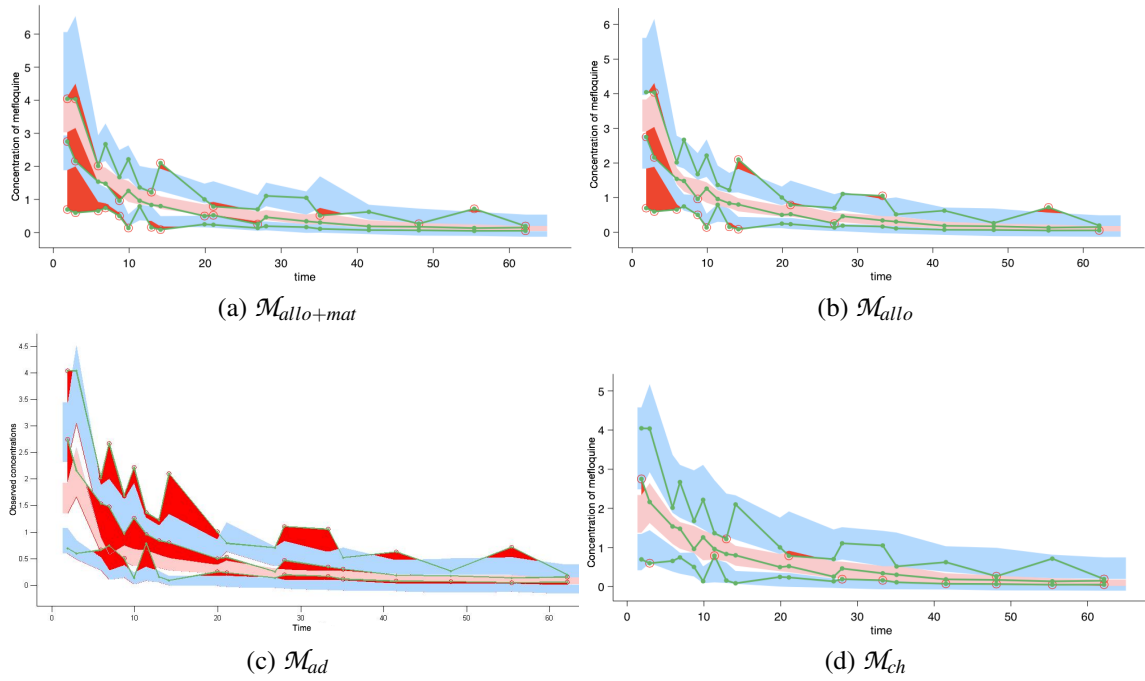 6
5
4
3
2
1
0
Concentration of mefloquine
0 10 20 30 40 50 60
time
(a) ℳallo+mat
6
5
4
3
2
1
0
Concentration of mefloquine
0 10 20 30 40 50 60
time
(b) ℳallo
4.5
4
3.5
3
2.5
2
1.5
1
0.5
0
Observed concentrations
0 10 20 30 40 50 60
Time
(c) ℳad
5
4
3
2
1
0
Concentration of mefloquine
0 10 20 30 40 50 60
time
(d) ℳch